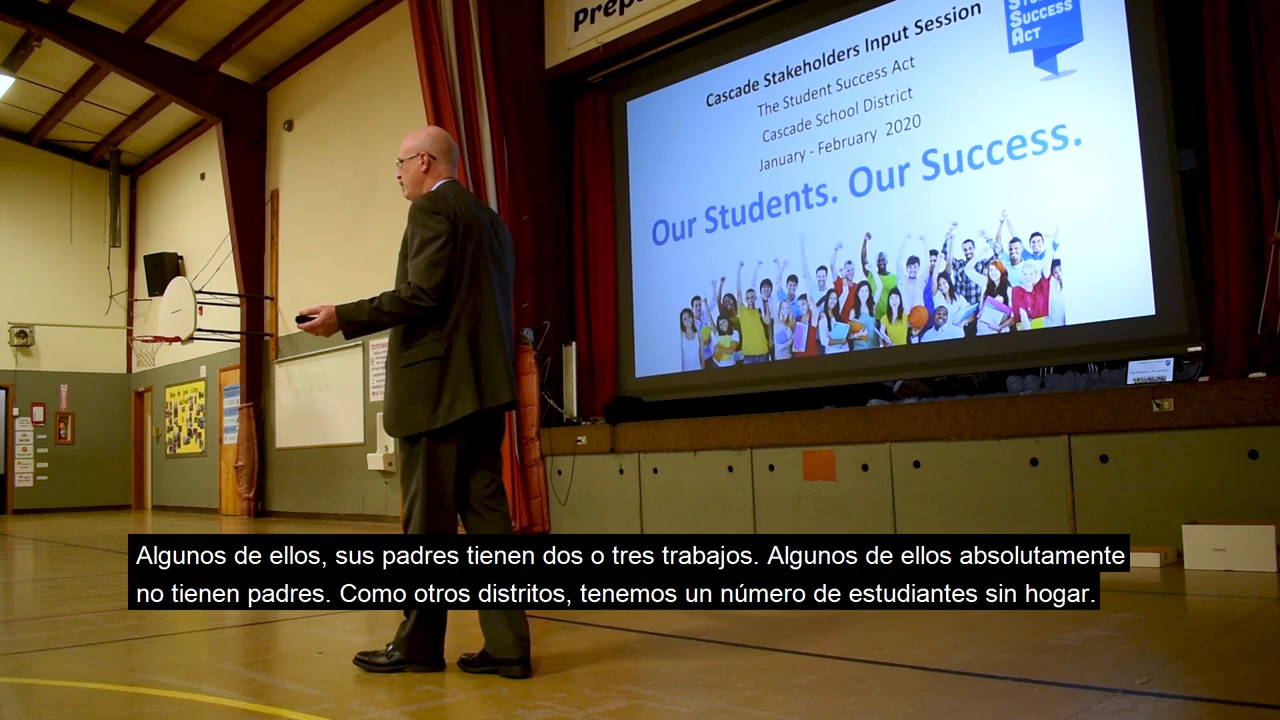 Prep
STUDENT
SUCCESS
ACT
Cascade Stakeholders Input Session
The Student Success Act
Cascade School District
January - February 2020
Our Students. Our Success.
Algunos de ellos, sus padres tienen dos o tres trabajos. Algunos de ellos absolutamente
no tienen padres. Como otros distritos, tenemos un número de estudiantes sin hogar.